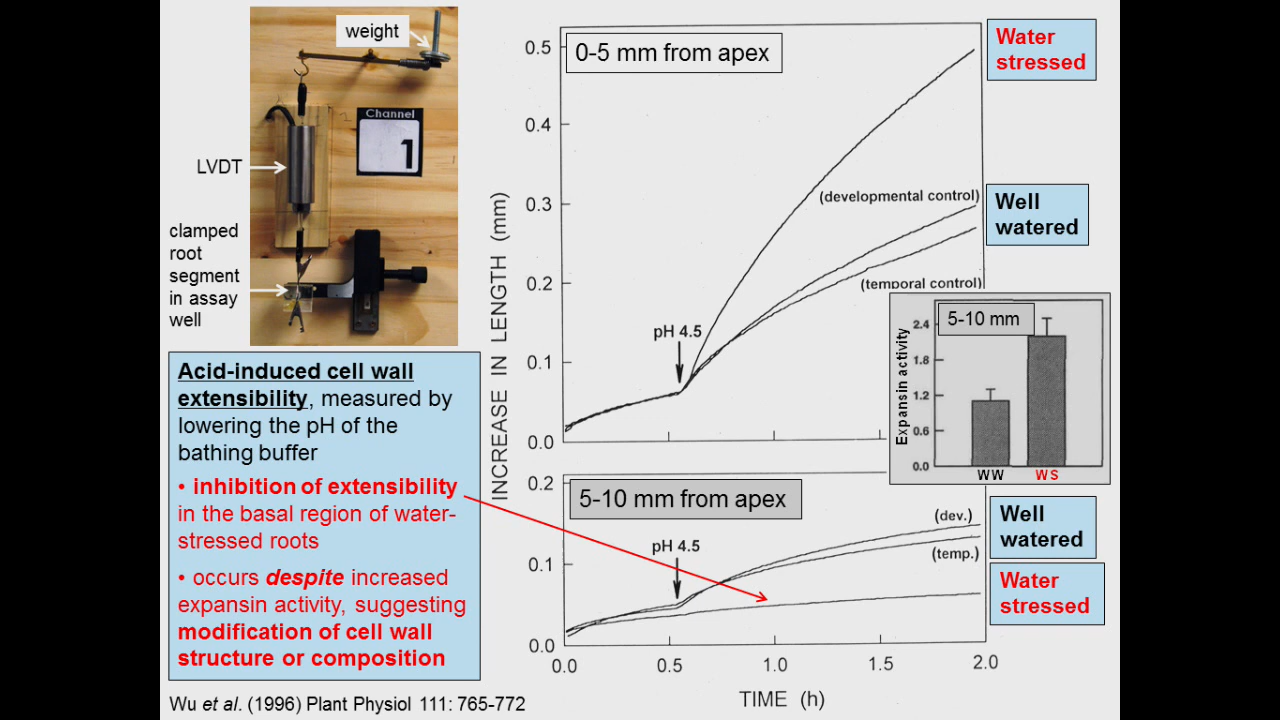 weight
Channel
1
LVDT
clamped
root
segment
in assay
well
Acid-induced cell wall
extensibility, measured by
lowering the pH of the
bathing buffer
• inhibition of extensibility
in the basal region of water-
stressed roots
• occurs despite increased
expansin activity, suggesting
modification of cell wall
structure or composition
Wu et al. (1996) Plant Physiol 111: 765-772
INCREASE IN LENGTH (mm)
0-5 mm from apex
0.5
0.4
0.3
0.2
0.1
0.0
Water
stressed
(developmental control)
Well
watered
(temporal control)
pH 4.5
5-10 mm
Expansin activity
2.4
1.8
1.2
0.6
0.0
WW
WS
5-10 mm from apex
0.2
0.1
0.0
pH 4.5
(dev.)
(temp.)
Well
watered
Water
stressed
0.0 0.5 1.0 1.5 2.0
TIME (h)